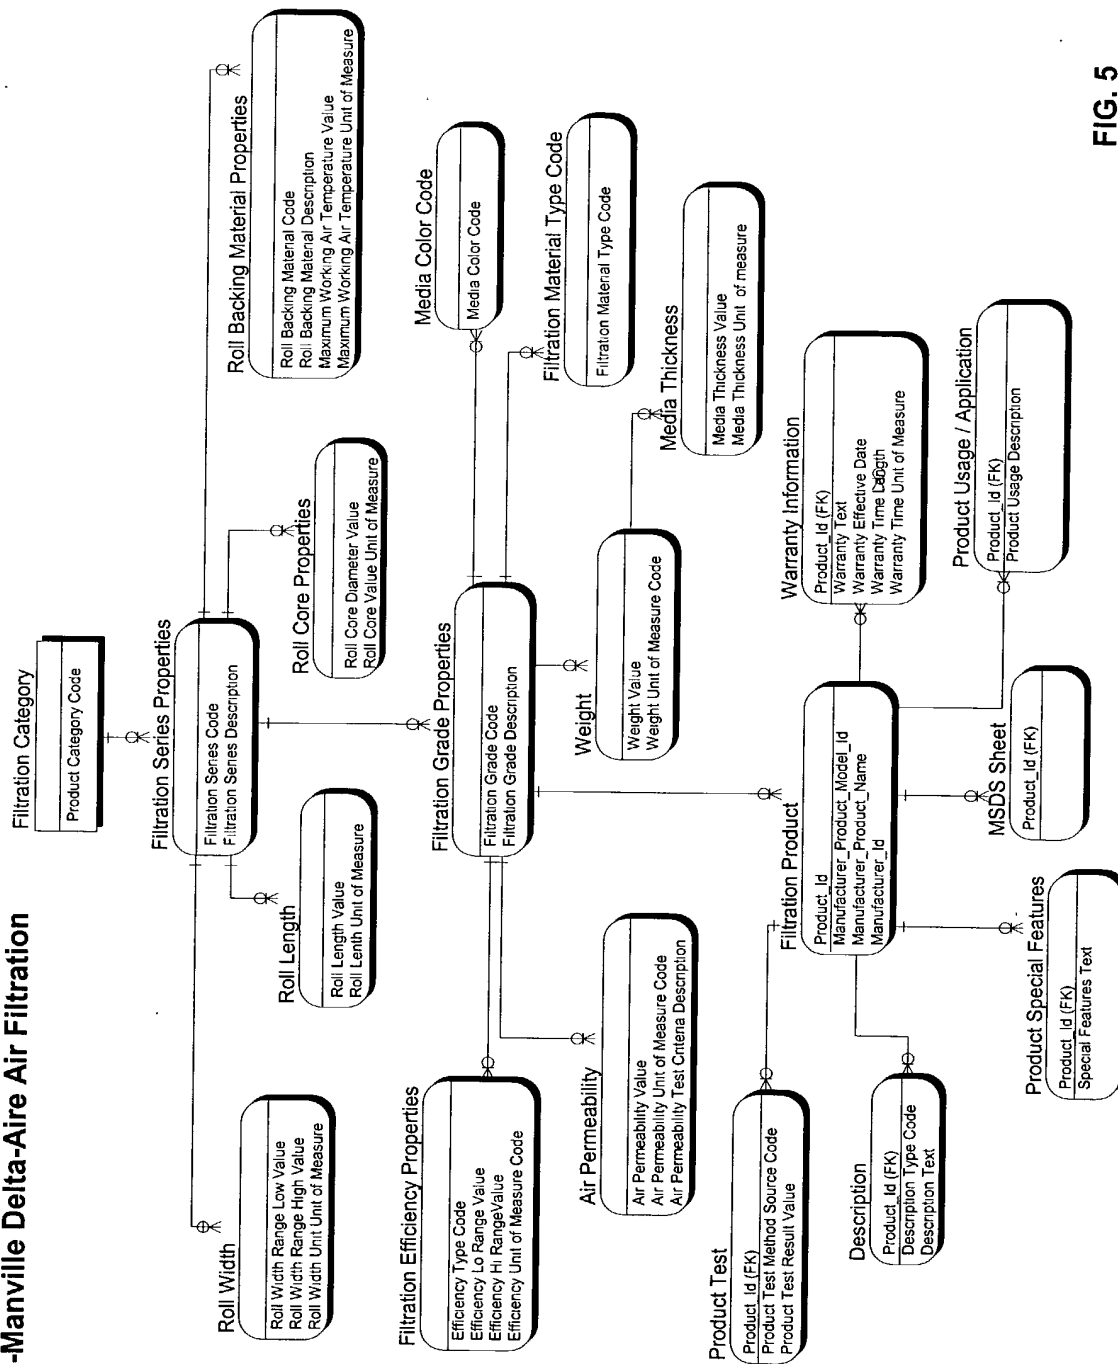 -Manville Delta-Aire Air Filtration
Filtration Category
Product Category Code
Filtration Series Properties
Filtration Series Code
Filtration Series Description
Roll Width
Roll Width Range Low Value
Roll Width Range High Value
Roll Width Unit Unit of Measure
Roll Length
Roll Length Value
Roll Lenth Unit of Measure
Roll Core Properties
Roll Core Diameter Value
Roll Core Value Unit of Measure
Roll Backing Material Properties
Roll Backing Material Code
Roll Backing Material Description
Maximum Working Air Temperature Value
Maximum Working Air Temperature Unit of Measure
Filtration Efficiency Properties
Efficiency Type Code
Efficiency Lo Range Value
Efficiency Hi RangeValue
Efficiency Unit of Measure Code
Filtration Grade Properties
Filtration Grade Code
Filtration Grade Description
Media Color Code
Media Color Code
Filtration Material Type Code
Filtration Material Type Code
Air Permeability
Air Permeability Value
Air Permeability Unit of Measure Code
Air Permeability Test Criteria Description
Weight
Weight Value
Weight Unit of Measure Code
Media Thickness
Media Thickness Value
Media Thickness Unit of measure
Product Test
Product_Id (FK)
Product Test Method Source Code
Product Test Result Value
Filtration Product
Product_Id
Manufacturer_Product_Model_Id
Manufacturer_Product_Name
Manufacturer_Id
Warranty Information
Product_Id (FK)
Warranty Text
Warranty Effective Date
Warranty Time Length
Warranty Time Unit of Measure
Description
Product_Id (FK)
Description Type Code
Description Text
Product Usage / Application
Product_Id (FK)
Product Usage Description
MSDS Sheet
Product_Id (FK)
Product Special Features
Product_Id (FK)
Special Features Text
FIG. 5